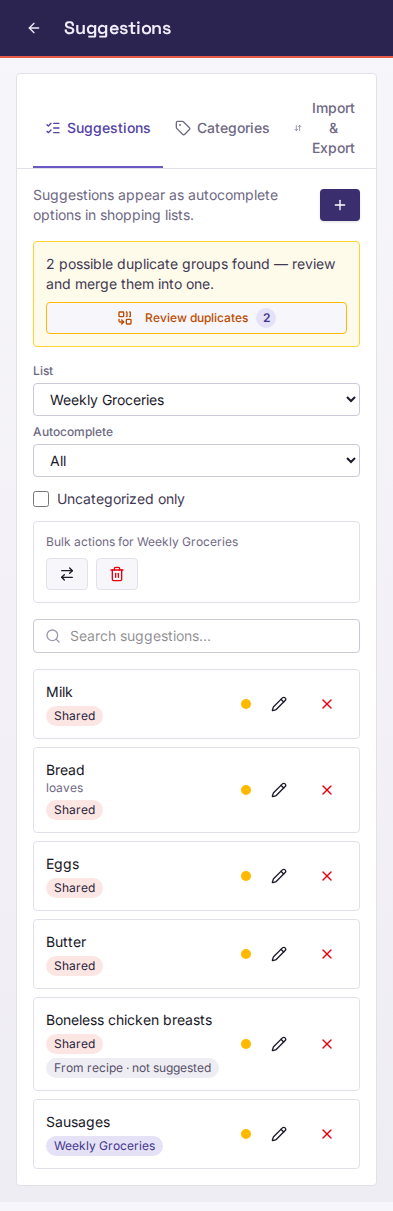 Suggestions
Suggestions
Categories
Import
&
Export
Suggestions appear as autocomplete
options in shopping lists.
2 possible duplicate groups found — review
and merge them into one.
Review duplicates 2
List
Weekly Groceries
Autocomplete
All
Uncategorized only
Bulk actions for Weekly Groceries
Search suggestions...
Milk
Shared
Bread
loaves
Shared
Eggs
Shared
Butter
Shared
Boneless chicken breasts
Shared
From recipe · not suggested
Sausages
Weekly Groceries